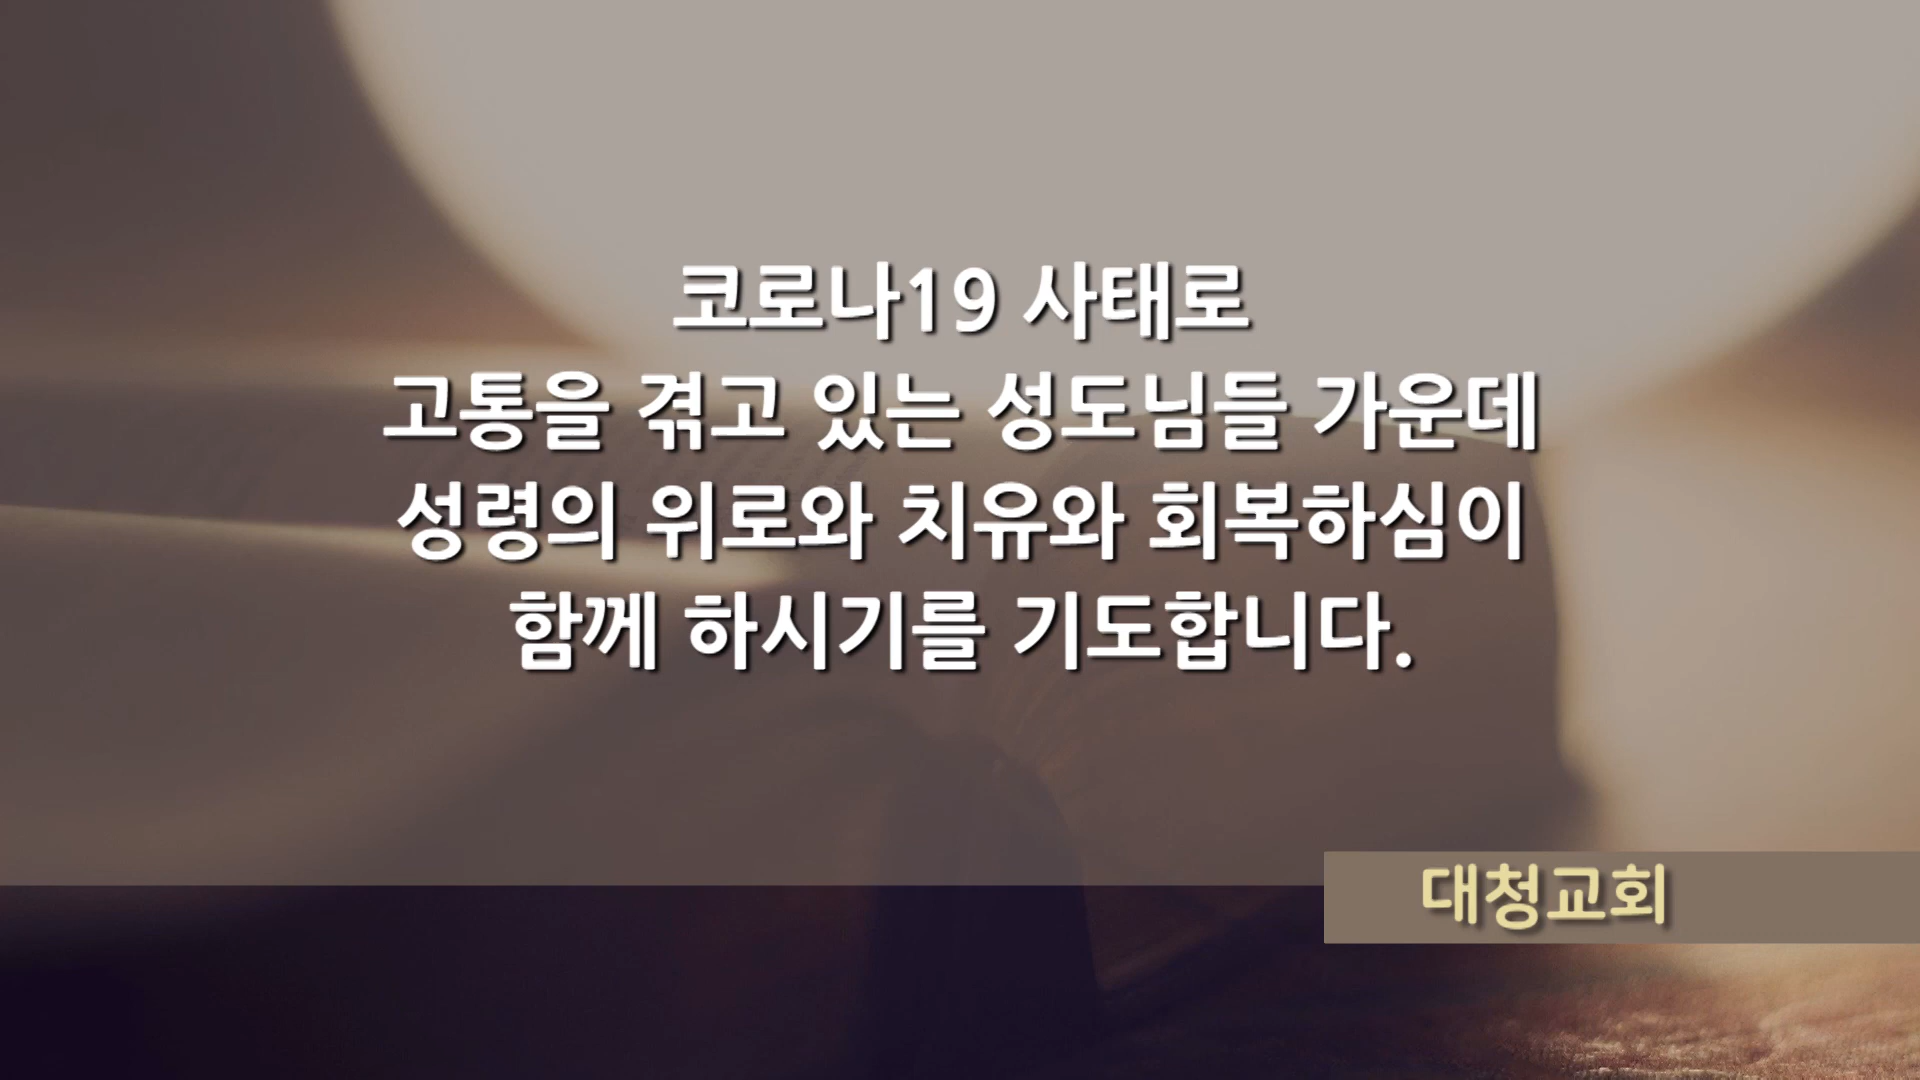 코로나19 사태로
고통을 겪고 있는 성도님들 가운데
성령의 위로와 치유와 회복하심이
함께 하시기를 기도합니다.
대청교회